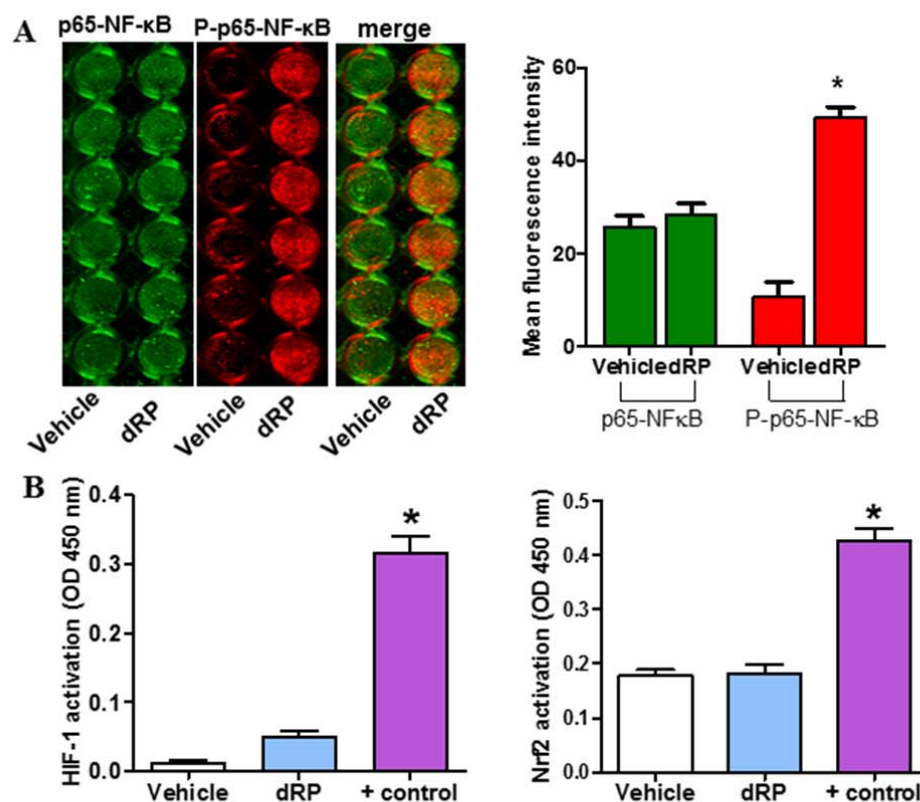 A
p65-NF-κB P-p65-NF-κB merge
Vehicle dRP Vehicle dRP Vehicle dRP
Mean fluorescence intensity
60
40
20
0
*
Vehicle dRP Vehicle dRP
p65-NFκB P-p65-NF-κB
B
HIF-1 activation (OD 450 nm)
0.4
0.3
0.2
0.1
0.0
*
Vehicle dRP + control
Nrf2 activation (OD 450 nm)
0.5
0.4
0.3
0.2
0.1
0.0
*
Vehicle dRP + control